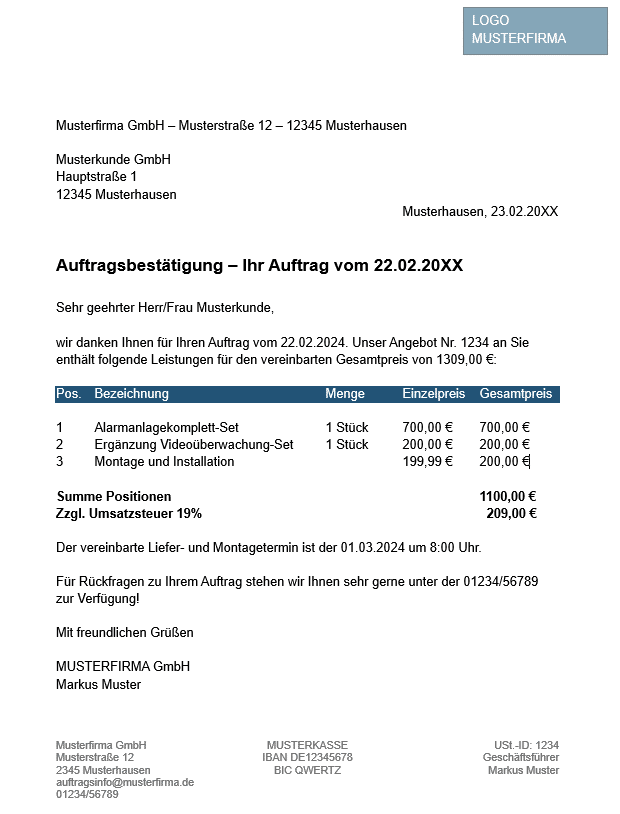 LOGO
MUSTERFIRMA
Musterfirma GmbH – Musterstraße 12 – 12345 Musterhausen
Musterkunde GmbH
Hauptstraße 1
12345 Musterhausen
Musterhausen, 23.02.20XX
Auftragsbestätigung – Ihr Auftrag vom 22.02.20XX
Sehr geehrter Herr/Frau Musterkunde,
wir danken Ihnen für Ihren Auftrag vom 22.02.2024. Unser Angebot Nr. 1234 an Sie
enthält folgende Leistungen für den vereinbarten Gesamtpreis von 1309,00 €:
Pos. Bezeichnung Menge Einzelpreis Gesamtpreis
1 Alarmanlagekomplett-Set 1 Stück 700,00 € 700,00 €
2 Ergänzung Videoüberwachung-Set 1 Stück 200,00 € 200,00 €
3 Montage und Installation 199,99 € 200,00 €
Summe Positionen 1100,00 €
Zzgl. Umsatzsteuer 19% 209,00 €
Der vereinbarte Liefer- und Montagetermin ist der 01.03.2024 um 8:00 Uhr.
Für Rückfragen zu Ihrem Auftrag stehen wir Ihnen sehr gerne unter der 01234/56789
zur Verfügung!
Mit freundlichen Grüßen
MUSTERFIRMA GmbH
Markus Muster
Musterfirma GmbH MUSTERKASSE USt.-ID: 1234
Musterstraße 12 IBAN DE12345678 Geschäftsführer
2345 Musterhausen BIC QWERTZ Markus Muster
auftragsinfo@musterfirma.de
01234/56789